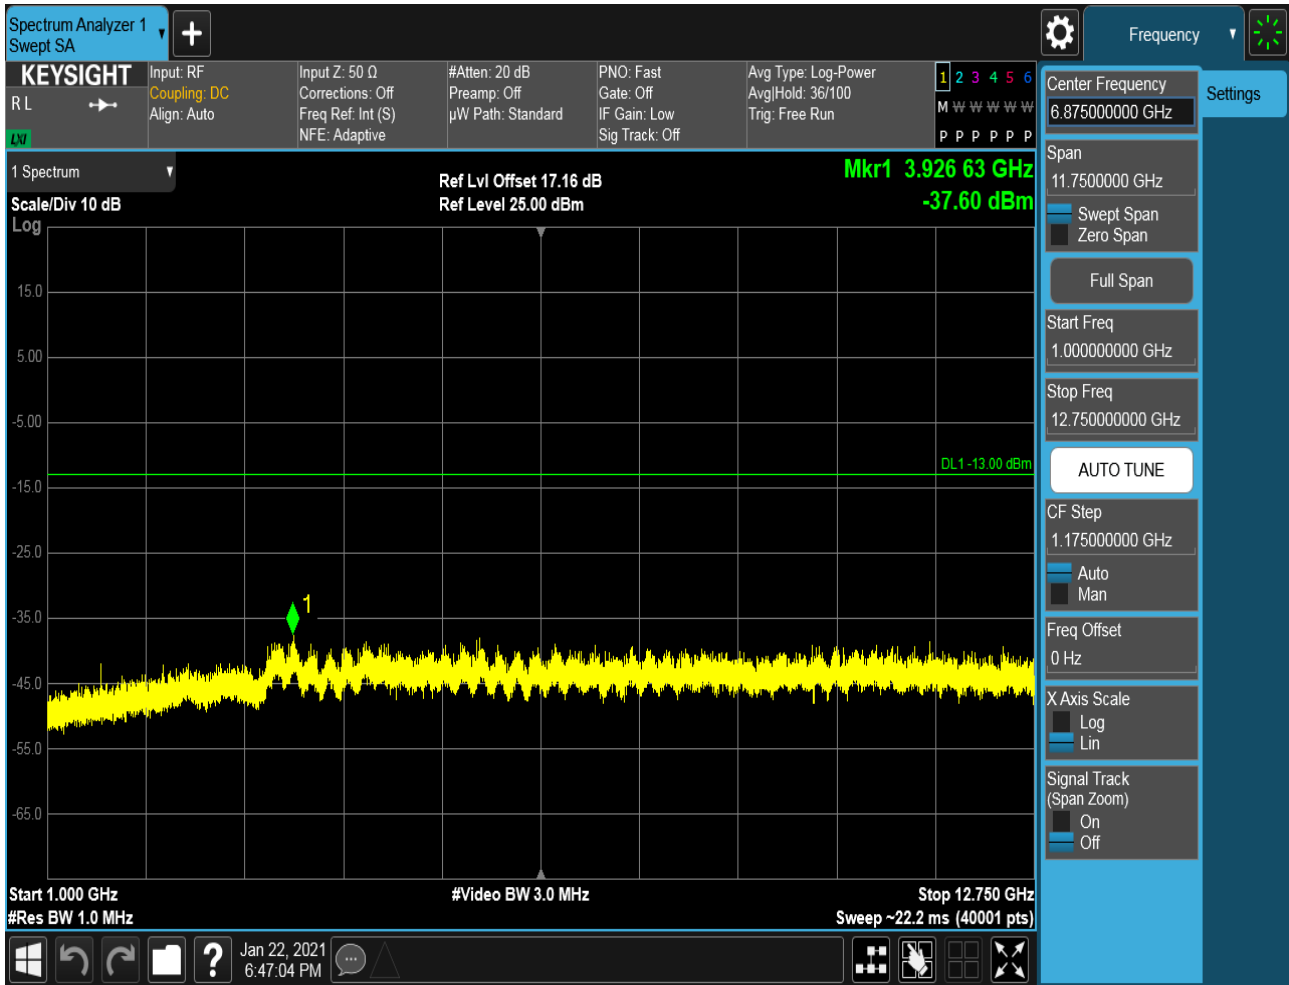 Spectrum Analyzer 1
Swept SA
Frequency
KEYSIGHT
R L
LXI
Input: RF
Coupling: DC
Align: Auto
Input Z: 50 Ω
Corrections: Off
Freq Ref: Int (S)
NFE: Adaptive
#Atten: 20 dB
Preamp: Off
µW Path: Standard
PNO: Fast
Gate: Off
IF Gain: Low
Sig Track: Off
Avg Type: Log-Power
Avg|Hold: 36/100
Trig: Free Run
1 2 3 4 5 6
M W W W W W
P P P P P P
1 Spectrum
Scale/Div 10 dB
Log
Ref Lvl Offset 17.16 dB
Ref Level 25.00 dBm
Mkr1 3.926 63 GHz
-37.60 dBm
15.0
5.00
-5.00
DL1 -13.00 dBm
-15.0
-25.0
1
-35.0
-45.0
-55.0
-65.0
Start 1.000 GHz
#Res BW 1.0 MHz
#Video BW 3.0 MHz
Stop 12.750 GHz
Sweep ~22.2 ms (40001 pts)
Jan 22, 2021
6:47:04 PM
Center Frequency
6.875000000 GHz
Settings
Span
11.7500000 GHz
Swept Span
Zero Span
Full Span
Start Freq
1.000000000 GHz
Stop Freq
12.750000000 GHz
AUTO TUNE
CF Step
1.175000000 GHz
Auto
Man
Freq Offset
0 Hz
X Axis Scale
Log
Lin
Signal Track
(Span Zoom)
On
Off